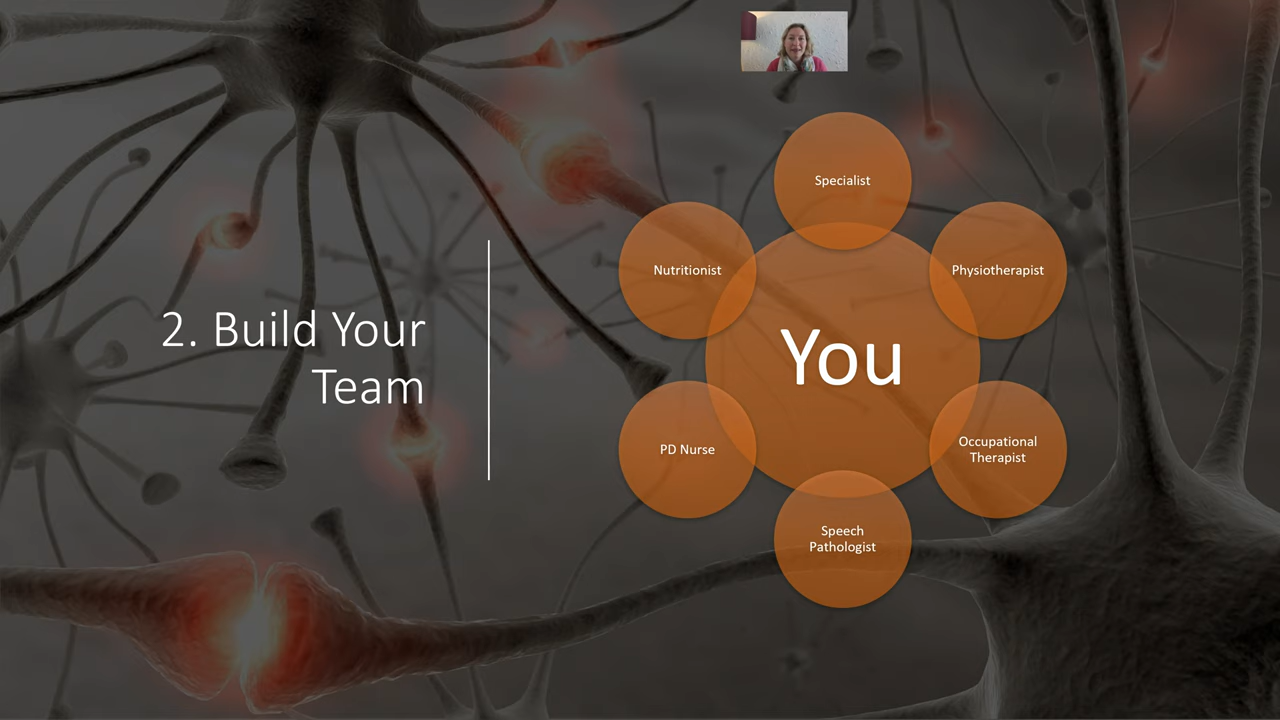 2. Build Your
Team
Specialist
Nutritionist
Physiotherapist
You
PD Nurse
Occupational
Therapist
Speech
Pathologist